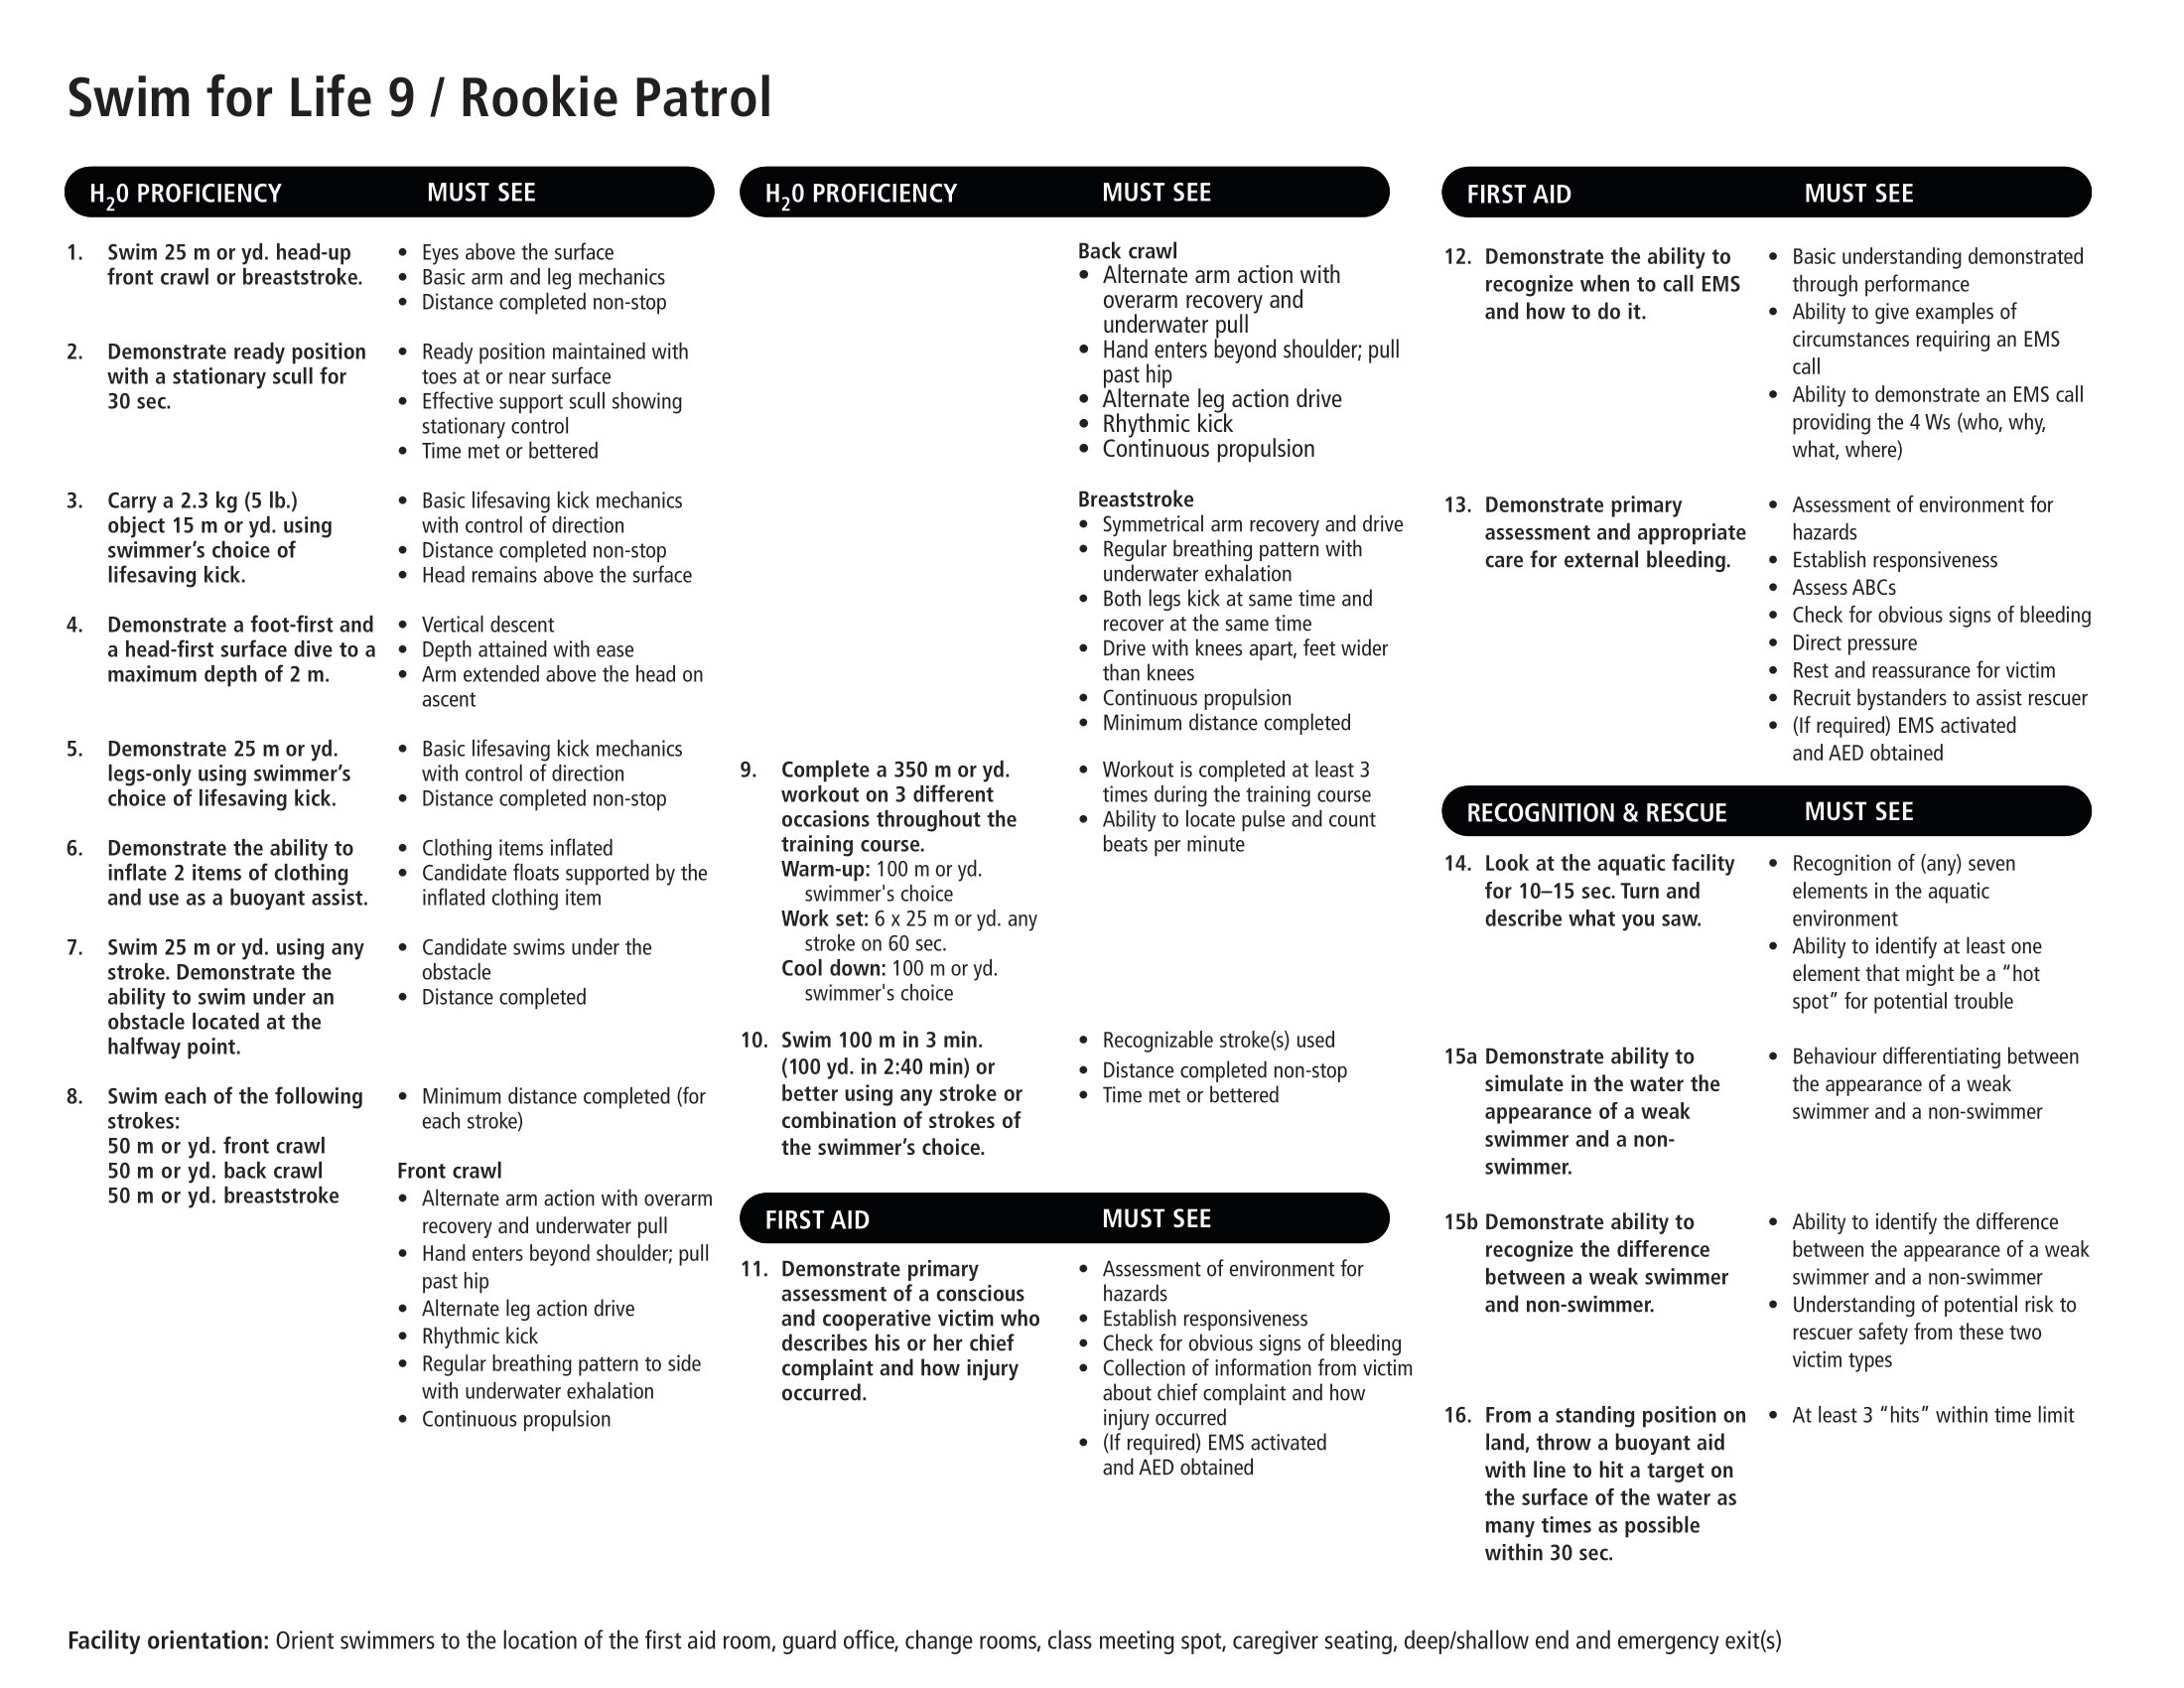 Swim for Life 9 / Rookie Patrol
H20 PROFICIENCY MUST SEE
1. Swim 25 m or yd. head-up
front crawl or breaststroke.
• Eyes above the surface
• Basic arm and leg mechanics
• Distance completed non-stop
2. Demonstrate ready position
with a stationary scull for
30 sec.
• Ready position maintained with
toes at or near surface
• Effective support scull showing
stationary control
• Time met or bettered
3. Carry a 2.3 kg (5 lb.)
object 15 m or yd. using
swimmer’s choice of
lifesaving kick.
• Basic lifesaving kick mechanics
with control of direction
• Distance completed non-stop
• Head remains above the surface
4. Demonstrate a foot-first and
a head-first surface dive to a
maximum depth of 2 m.
• Vertical descent
• Depth attained with ease
• Arm extended above the head on
ascent
5. Demonstrate 25 m or yd.
legs-only using swimmer’s
choice of lifesaving kick.
• Basic lifesaving kick mechanics
with control of direction
• Distance completed non-stop
6. Demonstrate the ability to
inflate 2 items of clothing
and use as a buoyant assist.
• Clothing items inflated
• Candidate floats supported by the
inflated clothing item
7. Swim 25 m or yd. using any
stroke. Demonstrate the
ability to swim under an
obstacle located at the
halfway point.
• Candidate swims under the
obstacle
• Distance completed
8. Swim each of the following
strokes:
50 m or yd. front crawl
50 m or yd. back crawl
50 m or yd. breaststroke
• Minimum distance completed (for
each stroke)
Front crawl
• Alternate arm action with overarm
recovery and underwater pull
• Hand enters beyond shoulder; pull
past hip
• Alternate leg action drive
• Rhythmic kick
• Regular breathing pattern to side
with underwater exhalation
• Continuous propulsion
H20 PROFICIENCY MUST SEE
Back crawl
• Alternate arm action with
overarm recovery and
underwater pull
• Hand enters beyond shoulder; pull
past hip
• Alternate leg action drive
• Rhythmic kick
• Continuous propulsion
Breaststroke
• Symmetrical arm recovery and drive
• Regular breathing pattern with
underwater exhalation
• Both legs kick at same time and
recover at the same time
• Drive with knees apart, feet wider
than knees
• Continuous propulsion
• Minimum distance completed
9. Complete a 350 m or yd.
workout on 3 different
occasions throughout the
training course.
Warm-up: 100 m or yd.
swimmer's choice
Work set: 6 x 25 m or yd. any
stroke on 60 sec.
Cool down: 100 m or yd.
swimmer's choice
• Workout is completed at least 3
times during the training course
• Ability to locate pulse and count
beats per minute
10. Swim 100 m in 3 min.
(100 yd. in 2:40 min) or
better using any stroke or
combination of strokes of
the swimmer’s choice.
• Recognizable stroke(s) used
• Distance completed non-stop
• Time met or bettered
FIRST AID MUST SEE
11. Demonstrate primary
assessment of a conscious
and cooperative victim who
describes his or her chief
complaint and how injury
occurred.
• Assessment of environment for
hazards
• Establish responsiveness
• Check for obvious signs of bleeding
• Collection of information from victim
about chief complaint and how
injury occurred
• (If required) EMS activated
and AED obtained
FIRST AID MUST SEE
12. Demonstrate the ability to
recognize when to call EMS
and how to do it.
• Basic understanding demonstrated
through performance
• Ability to give examples of
circumstances requiring an EMS
call
• Ability to demonstrate an EMS call
providing the 4 Ws (who, why,
what, where)
13. Demonstrate primary
assessment and appropriate
care for external bleeding.
• Assessment of environment for
hazards
• Establish responsiveness
• Assess ABCs
• Check for obvious signs of bleeding
• Direct pressure
• Rest and reassurance for victim
• Recruit bystanders to assist rescuer
• (If required) EMS activated
and AED obtained
RECOGNITION & RESCUE MUST SEE
14. Look at the aquatic facility
for 10–15 sec. Turn and
describe what you saw.
• Recognition of (any) seven
elements in the aquatic
environment
• Ability to identify at least one
element that might be a “hot
spot” for potential trouble
15a Demonstrate ability to
simulate in the water the
appearance of a weak
swimmer and a non-
swimmer.
• Behaviour differentiating between
the appearance of a weak
swimmer and a non-swimmer
15b Demonstrate ability to
recognize the difference
between a weak swimmer
and non-swimmer.
• Ability to identify the difference
between the appearance of a weak
swimmer and a non-swimmer
• Understanding of potential risk to
rescuer safety from these two
victim types
16. From a standing position on
land, throw a buoyant aid
with line to hit a target on
the surface of the water as
many times as possible
within 30 sec.
• At least 3 “hits” within time limit
Facility orientation: Orient swimmers to the location of the first aid room, guard office, change rooms, class meeting spot, caregiver seating, deep/shallow end and emergency exit(s)